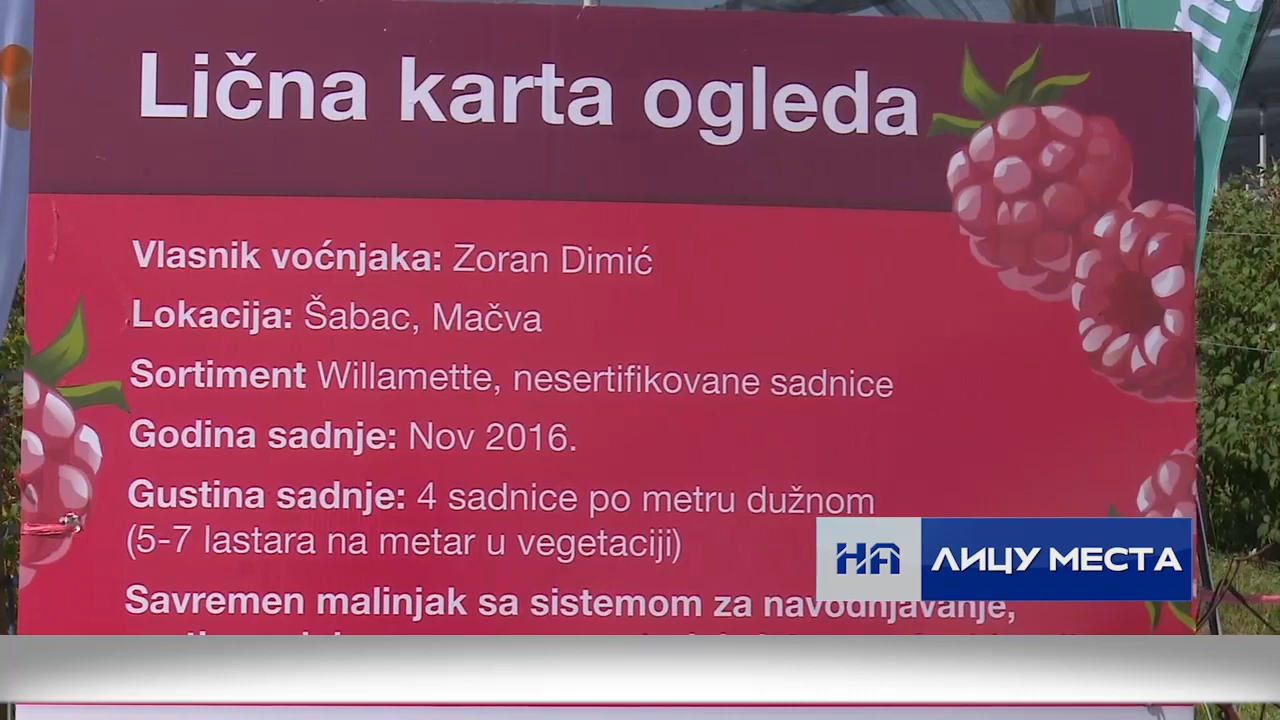 Lična karta ogleda
Vlasnik voćnjaka: Zoran Dimić
Lokacija: Šabac, Mačva
Sortiment Willamette, nesertifikovane sadnice
Godina sadnje: Nov 2016.
Gustina sadnje: 4 sadnice po metru dužnom
(5-7 lastara na metar u vegetaciji)
НА ЛИЦУ МЕСТА
Savremen malinjak sa sistemom za navodnjavanje,